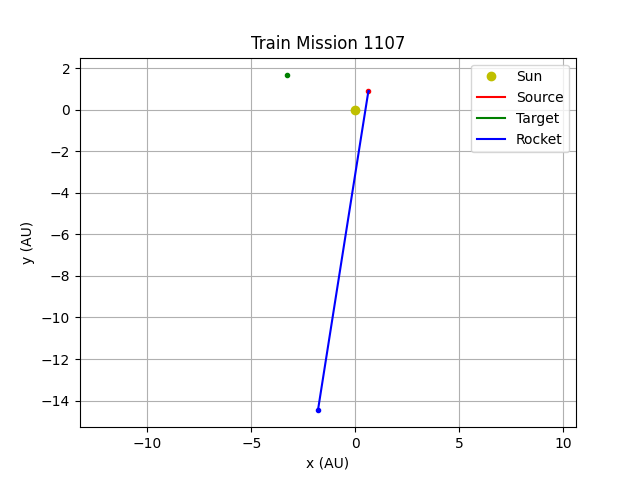 Train Mission 1107
Sun
Source
Target
Rocket
2
0
−2
−4
−6
−8
−10
−12
−14
y (AU)
−10
−5
0
5
10
x (AU)